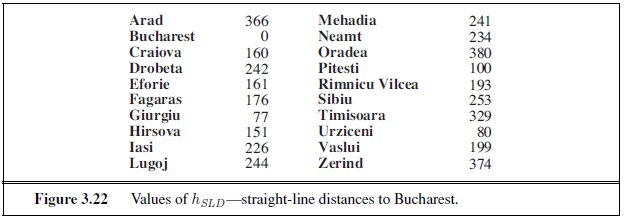 Arad 366 Mehadia 241
Bucharest 0 Neamt 234
Craiova 160 Oradea 380
Drobeta 242 Pitesti 100
Eforie 161 Rimnicu Vilcea 193
Fagaras 176 Sibiu 253
Giurgiu 77 Timisoara 329
Hirsova 151 Urziceni 80
Iasi 226 Vaslui 199
Lugoj 244 Zerind 374
Figure 3.22 Values of hSLD—straight-line distances to Bucharest.